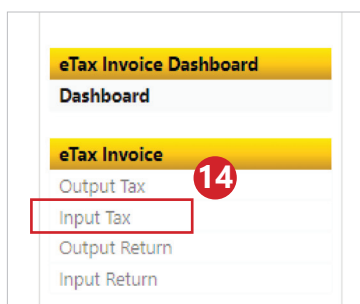 eTax Invoice Dashboard
Dashboard
eTax Invoice
Output Tax
14
Input Tax
Output Return
Input Return